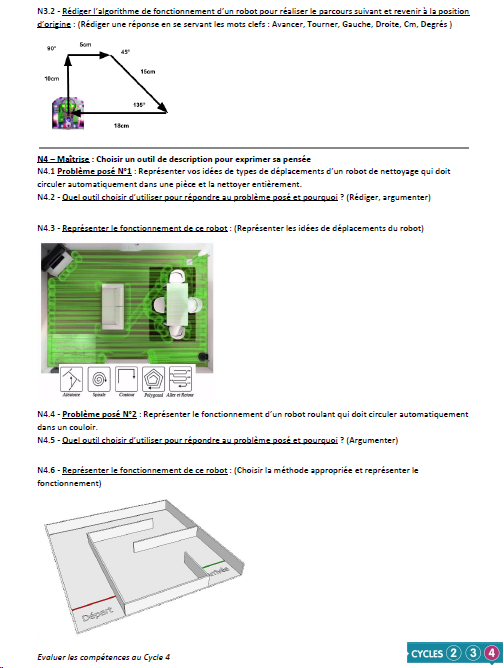 N3.2 - Rédiger l'algorithme de fonctionnement d'un robot pour réaliser le parcours suivant et revenir à la position
d'origine : (Rédiger une réponse en se servant les mots clefs : Avancer, Tourner, Gauche, Droite, Cm, Degrés )
90° 5cm 45°
10cm 15cm
135°
18cm
N4 – Maîtrise : Choisir un outil de description pour exprimer sa pensée
N4.1 Problème posé N°1 : Représenter vos idées de types de déplacements d'un robot de nettoyage qui doit
circuler automatiquement dans une pièce et la nettoyer entièrement.
N4.2 - Quel outil choisir d'utiliser pour répondre au problème posé et pourquoi ? (Rédiger, argumenter)
N4.3 - Représenter le fonctionnement de ce robot : (Représenter les idées de déplacements du robot)
Aléatoire Spirale Contour Polygonal Aller et Retour
N4.4 - Problème posé N°2 : Représenter le fonctionnement d'un robot roulant qui doit circuler automatiquement
dans un couloir.
N4.5 - Quel outil choisir d'utiliser pour répondre au problème posé et pourquoi ? (Argumenter)
N4.6 - Représenter le fonctionnement de ce robot : (Choisir la méthode appropriée et représenter le
fonctionnement)
Arrivée
Départ
Evaluer les compétences au Cycle 4
CYCLES 2 3 4